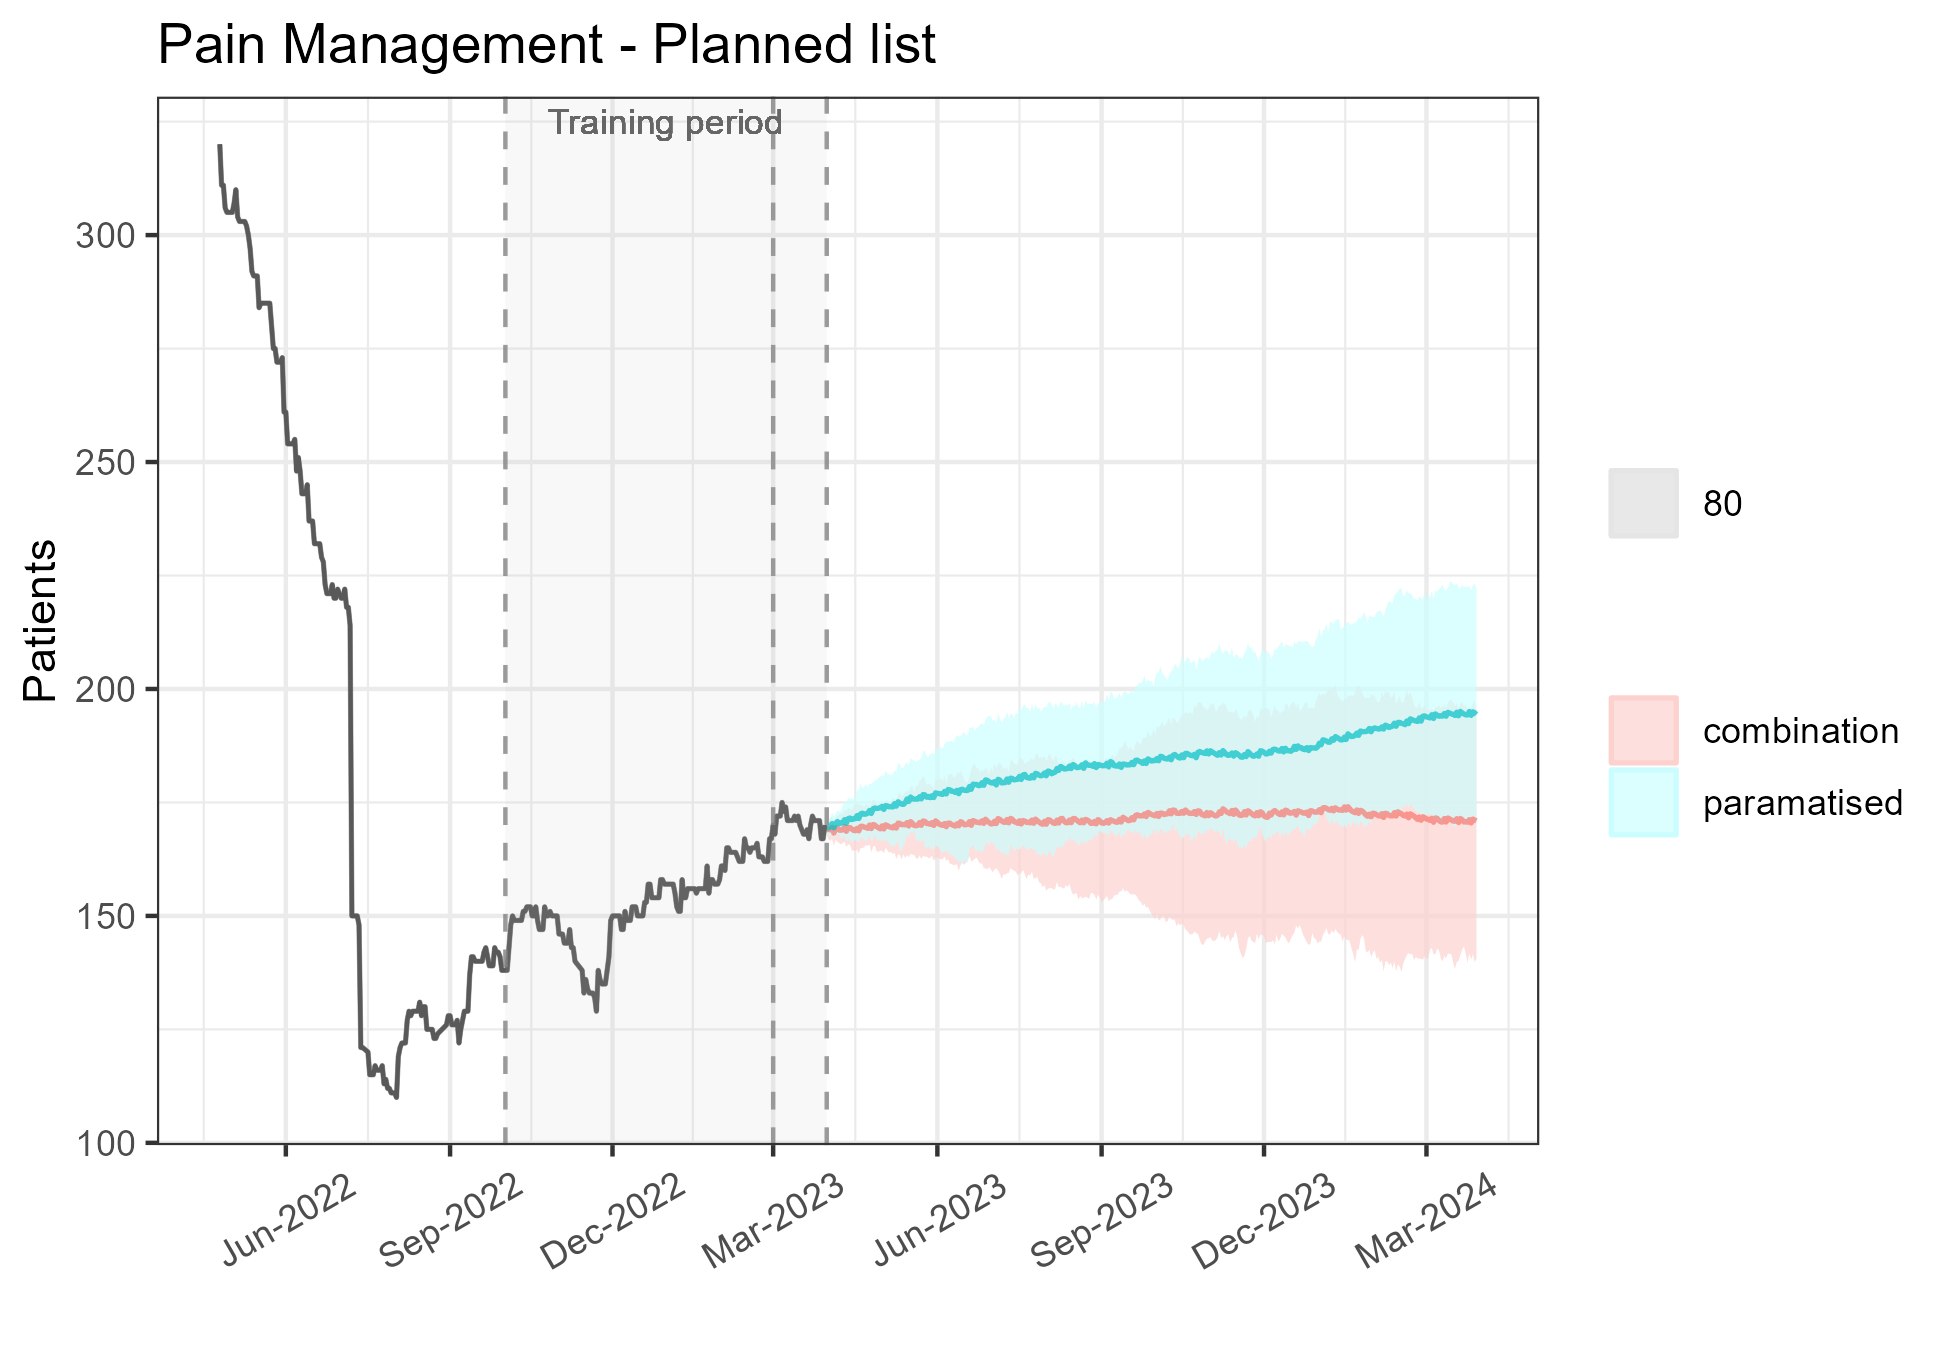 Pain Management - Planned list
Training period
Patients
300
250
200
150
100
Jun-2022
Sep-2022
Dec-2022
Mar-2023
Jun-2023
Sep-2023
Dec-2023
Mar-2024
80
combination
paramatised